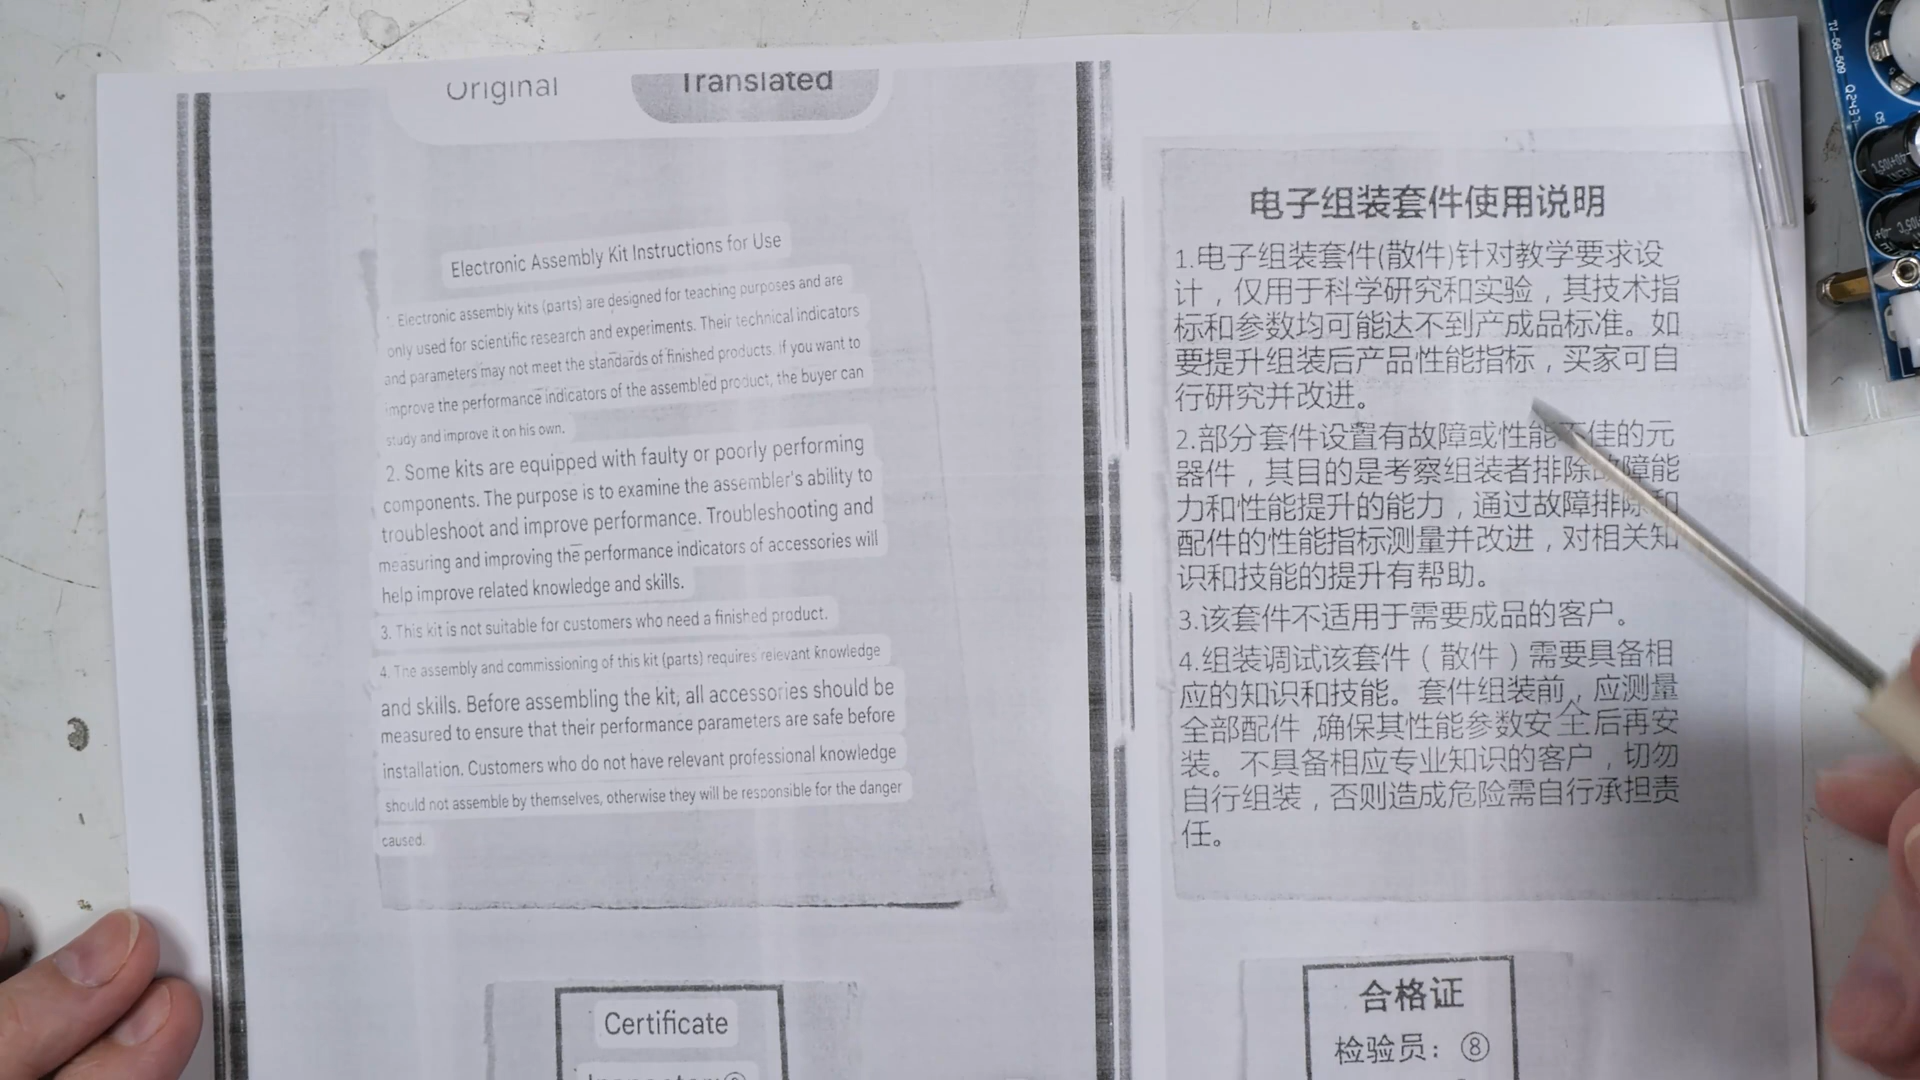 Original
Translated
Electronic Assembly Kit Instructions for Use
1. Electronic assembly kits (parts) are designed for teaching purposes and are
only used for scientific research and experiments. Their technical indicators
and parameters may not meet the standards of finished products. If you want to
improve the performance indicators of the assembled product, the buyer can
study and improve it on his own.
2. Some kits are equipped with faulty or poorly performing
components. The purpose is to examine the assembler's ability to
troubleshoot and improve performance. Troubleshooting and
measuring and improving the performance indicators of accessories will
help improve related knowledge and skills.
3. This kit is not suitable for customers who need a finished product.
4. The assembly and commissioning of this kit (parts) requires relevant knowledge
and skills. Before assembling the kit, all accessories should be
measured to ensure that their performance parameters are safe before
installation. Customers who do not have relevant professional knowledge
should not assemble by themselves, otherwise they will be responsible for the danger
caused.
Certificate
电子组装套件使用说明
1.电子组装套件(散件)针对教学要求设
计，仅用于科学研究和实验，其技术指
标和参数均可能达不到产成品标准。如
要提升组装后产品性能指标，买家可自
行研究并改进。
2.部分套件设置有故障或性能不佳的元
器件，其目的是考察组装者排除故障能
力和性能提升的能力，通过故障排除和
配件的性能指标测量并改进，对相关知
识和技能的提升有帮助。
3.该套件不适用于需要成品的客户。
4.组装调试该套件（散件）需要具备相
应的知识和技能。套件组装前，应测量
全部配件,确保其性能参数安全后再安
装。不具备相应专业知识的客户，切勿
自行组装，否则造成危险需自行承担责
任。
合格证
检验员：⑧